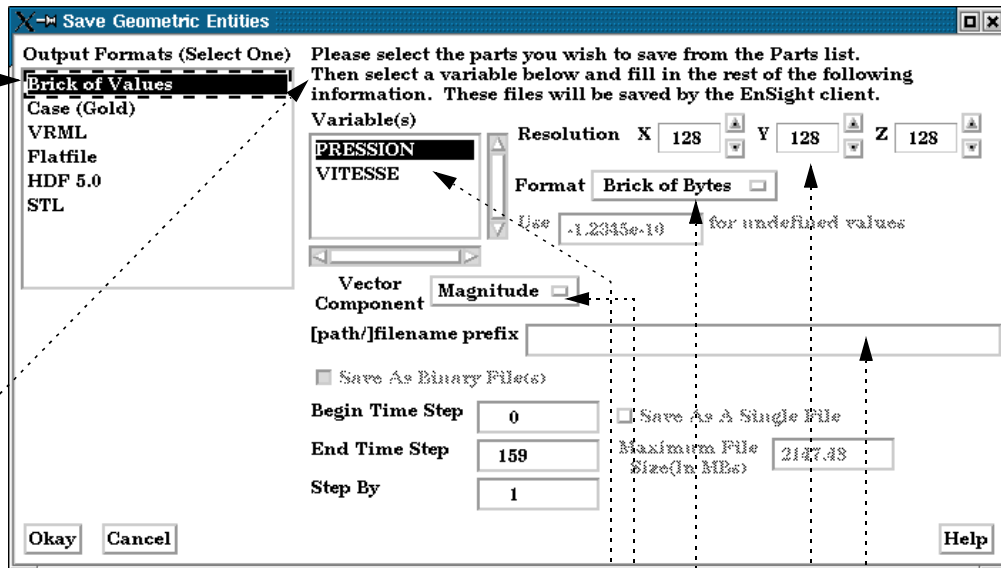 Save Geometric Entities
Output Formats (Select One)
Brick of Values
Case (Gold)
VRML
Flatfile
HDF 5.0
STL
Please select the parts you wish to save from the Parts list.
Then select a variable below and fill in the rest of the following
information. These files will be saved by the EnSight client.
Variable(s)
PRESSION
VITESSE
Resolution X 128 Y 128 Z 128
Format Brick of Bytes
Use -1.2345e-10 for undefined values
Vector
Component Magnitude
[path/]filename prefix
Save As Binary File(s)
Begin Time Step 0
Save As A Single File
End Time Step 159
Maximum File
Size(In MBs) 2147.48
Step By 1
Okay Cancel Help